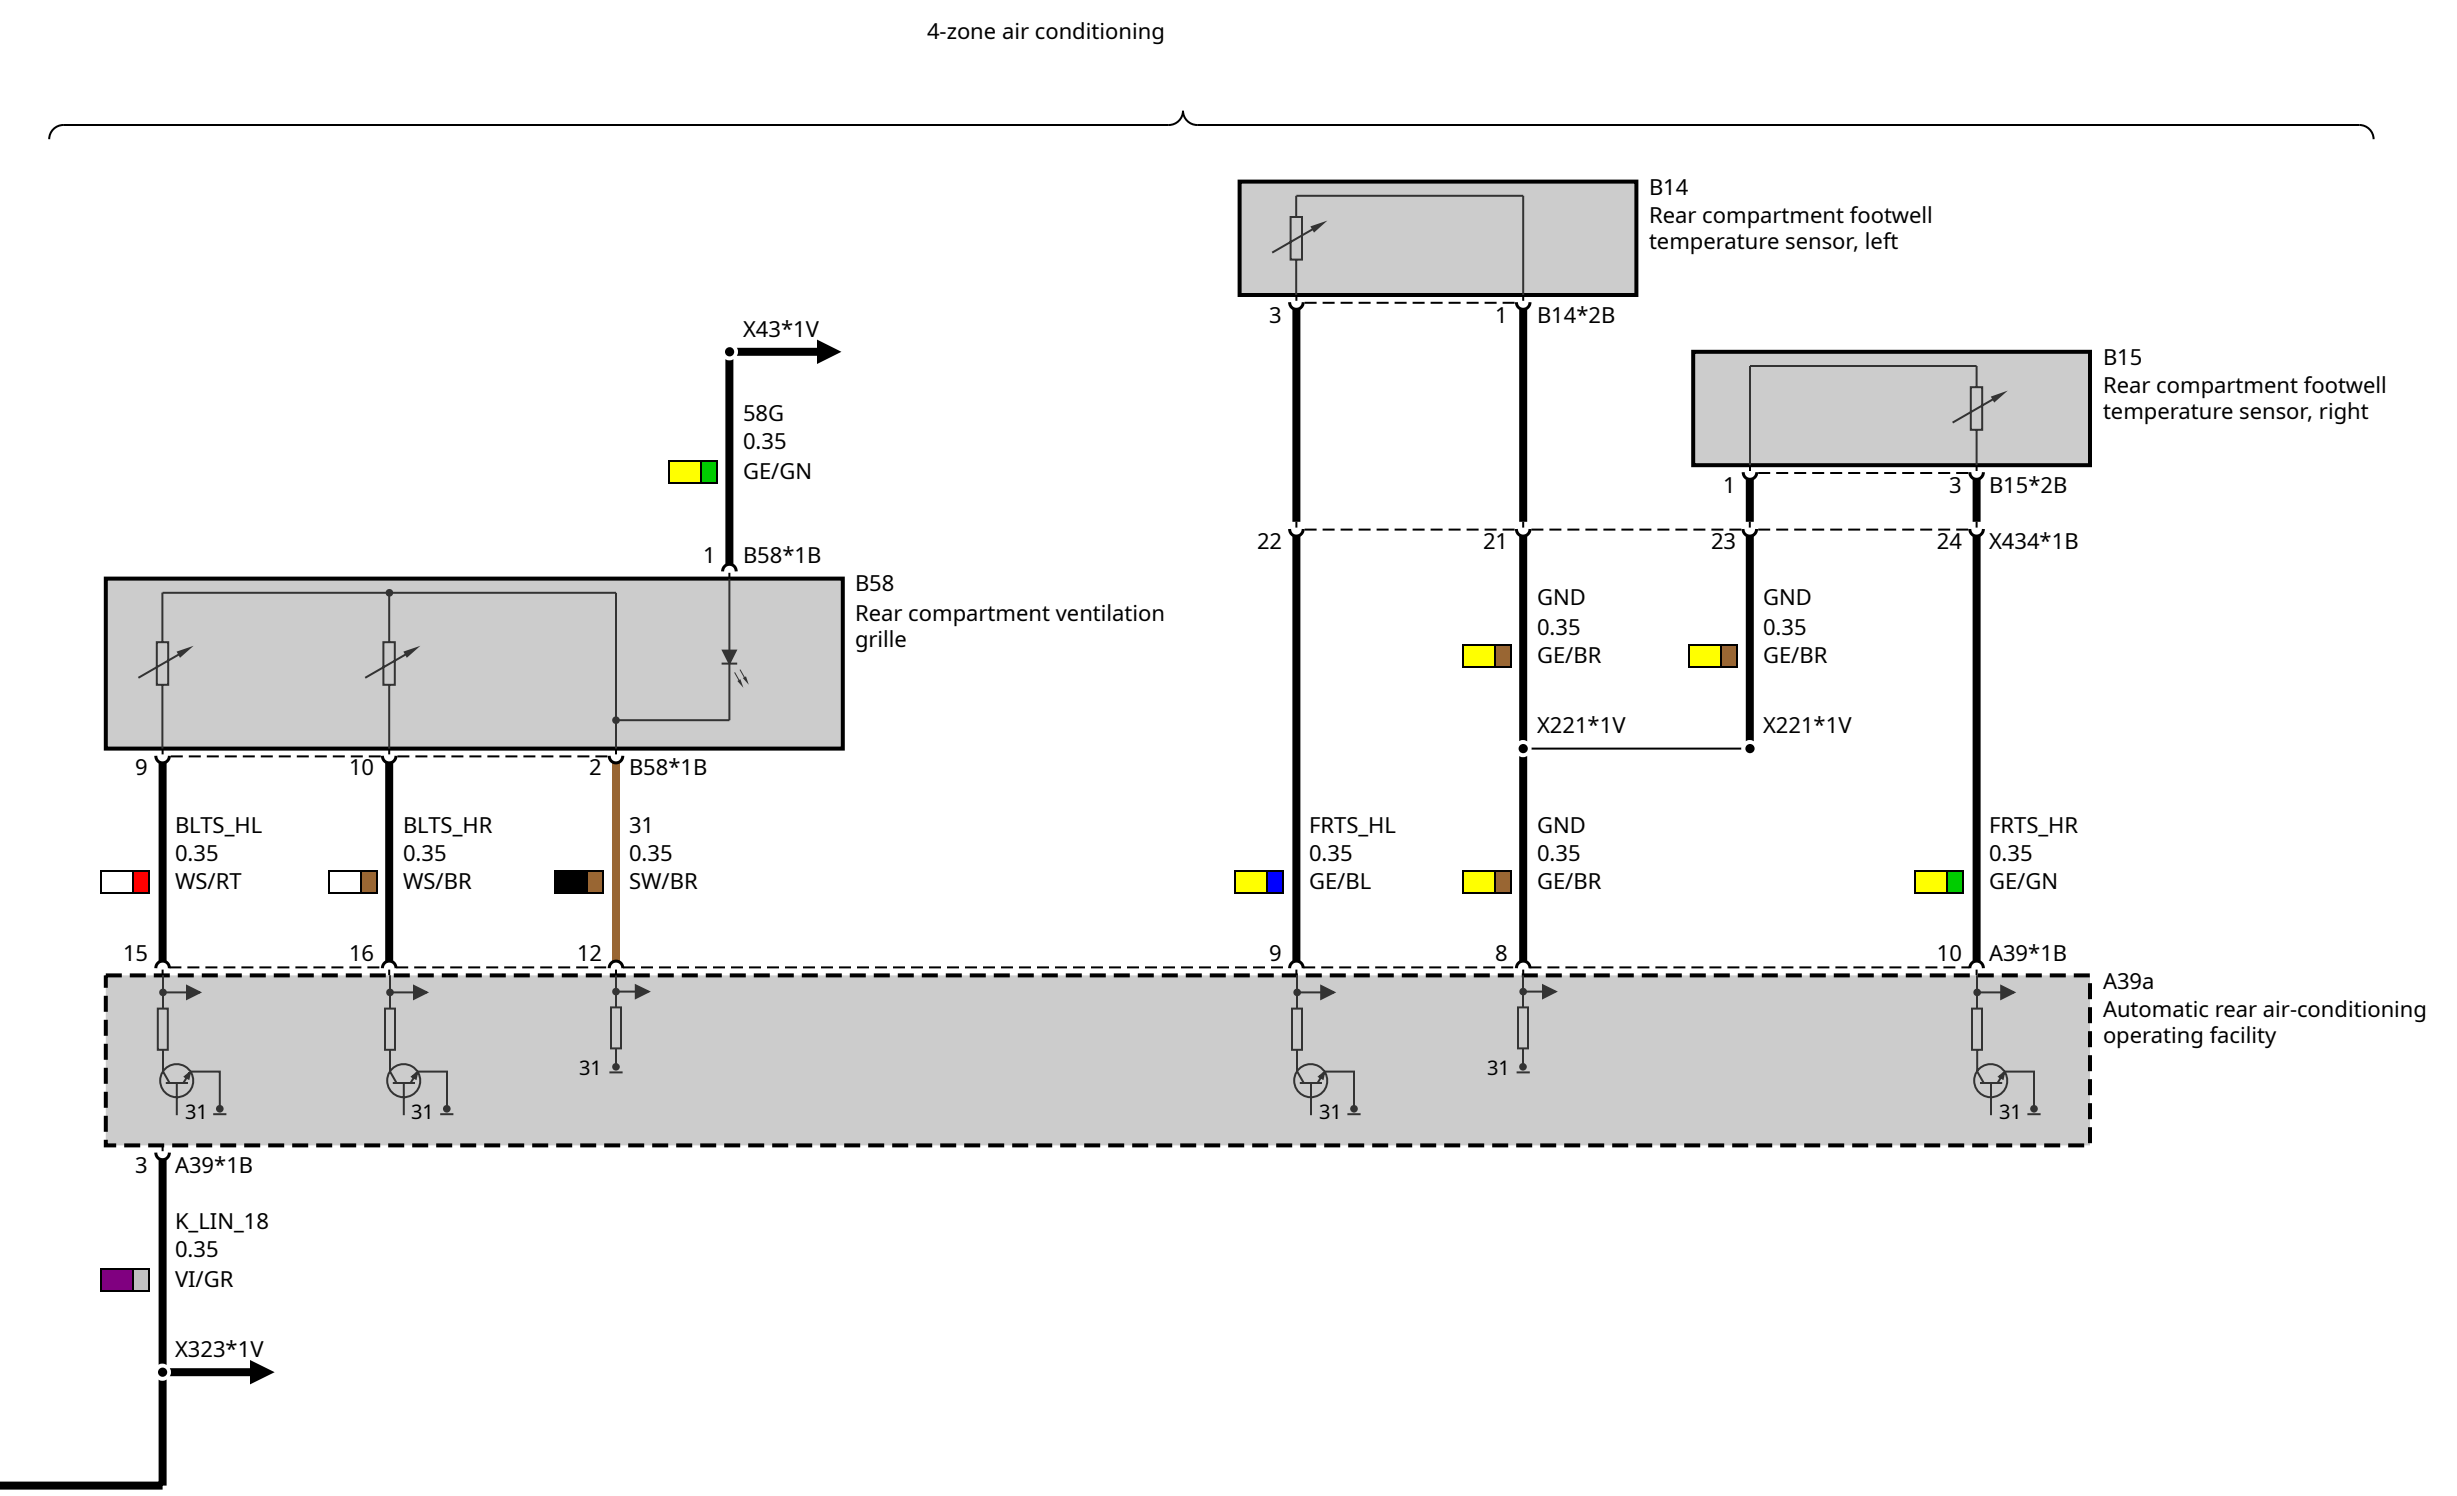 4-zone air conditioning
B14
Rear compartment footwell
temperature sensor, left
3
1
B14*2B
X43*1V
B15
Rear compartment footwell
temperature sensor, right
58G
0.35
GE/GN
1
3
B15*2B
22
21
23
24
X434*1B
1
B58*1B
B58
Rear compartment ventilation
grille
GND
0.35
GE/BR
GND
0.35
GE/BR
X221*1V
X221*1V
9
10
2
B58*1B
BLTS_HL
0.35
WS/RT
BLTS_HR
0.35
WS/BR
31
0.35
SW/BR
FRTS_HL
0.35
GE/BL
GND
0.35
GE/BR
FRTS_HR
0.35
GE/GN
15
16
12
9
8
10
A39*1B
A39a
Automatic rear air-conditioning
operating facility
31
31
31
31
31
31
3
A39*1B
K_LIN_18
0.35
VI/GR
X323*1V